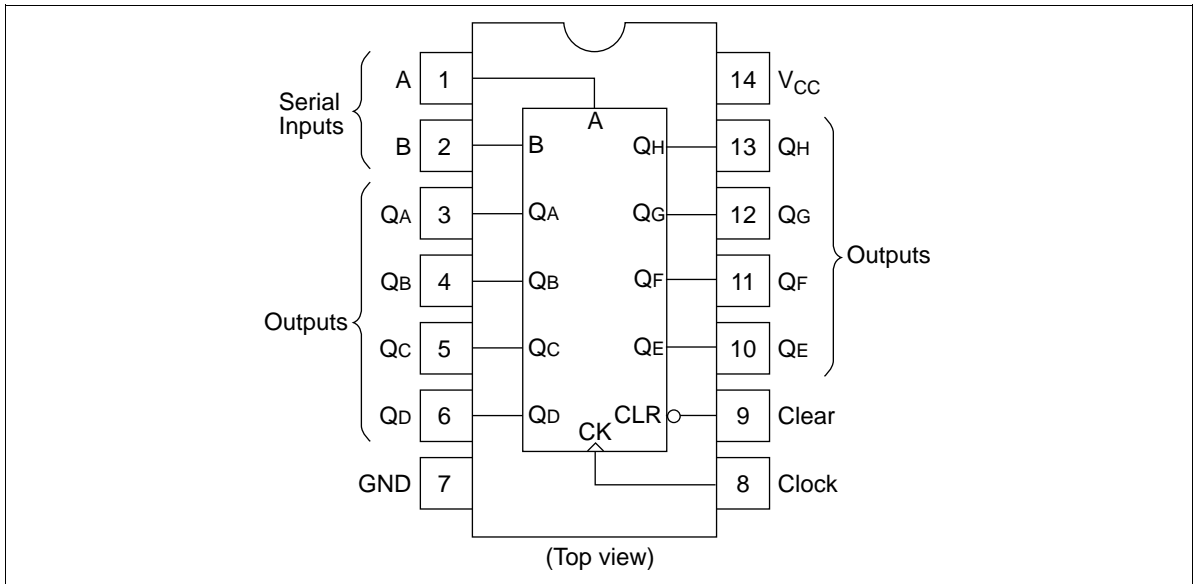 Serial
Inputs
A 1
B 2
QA 3
QB 4
QC 5
QD 6
GND 7
Outputs
14 VCC
13 QH
12 QG
11 QF
10 QE
9 Clear
8 Clock
Outputs
A
B QH
QA QG
QB QF
QC QE
QD CLR
CK
(Top view)